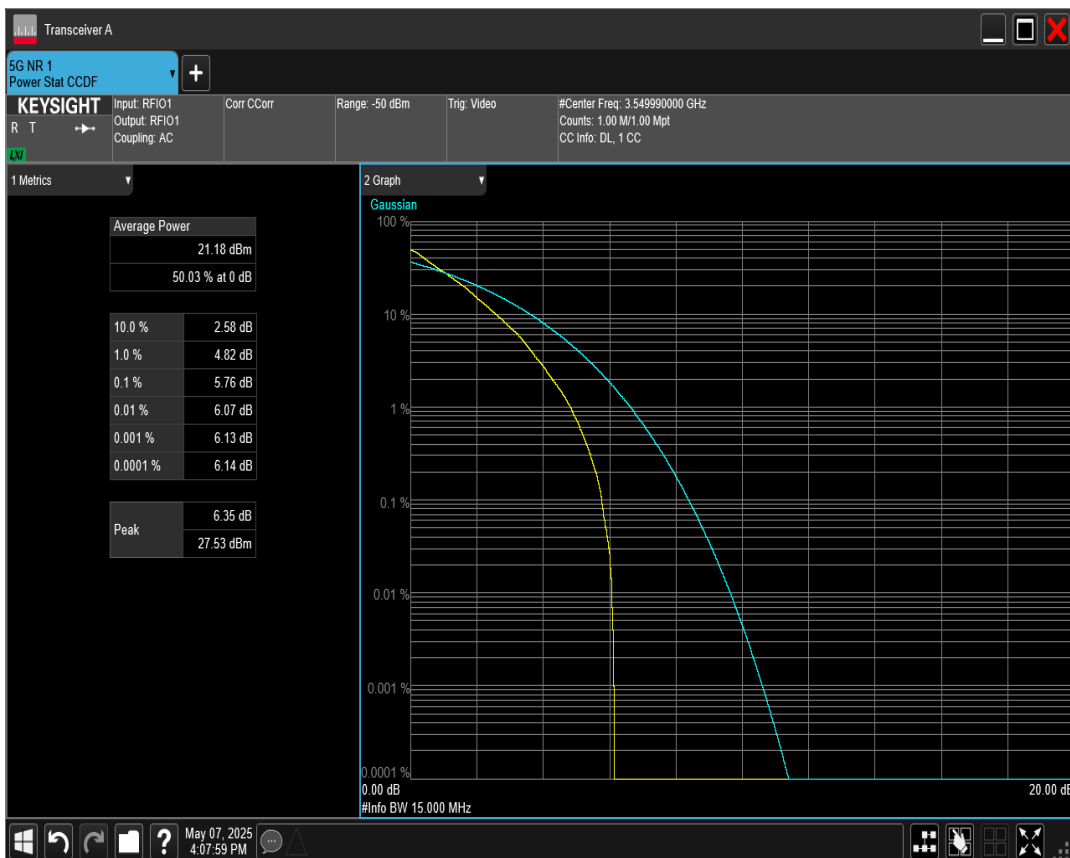 Transceiver A
5G NR 1
Power Stat CCDF
+
KEYSIGHT
R T
LXI
Input: RFIO1
Output: RFIO1
Coupling: AC
Corr CCorr
Range: -50 dBm
Trig: Video
#Center Freq: 3.549990000 GHz
Counts: 1.00 M/1.00 Mpt
CC Info: DL, 1 CC
1 Metrics
Average Power
21.18 dBm
50.03 % at 0 dB
10.0 % 2.58 dB
1.0 % 4.82 dB
0.1 % 5.76 dB
0.01 % 6.07 dB
0.001 % 6.13 dB
0.0001 % 6.14 dB
Peak
6.35 dB
27.53 dBm
2 Graph
Gaussian
100 %
10 %
1 %
0.1 %
0.01 %
0.001 %
0.0001 %
0.00 dB 20.00 dB
#Info BW 15.000 MHz
?
May 07, 2025
4:07:59 PM